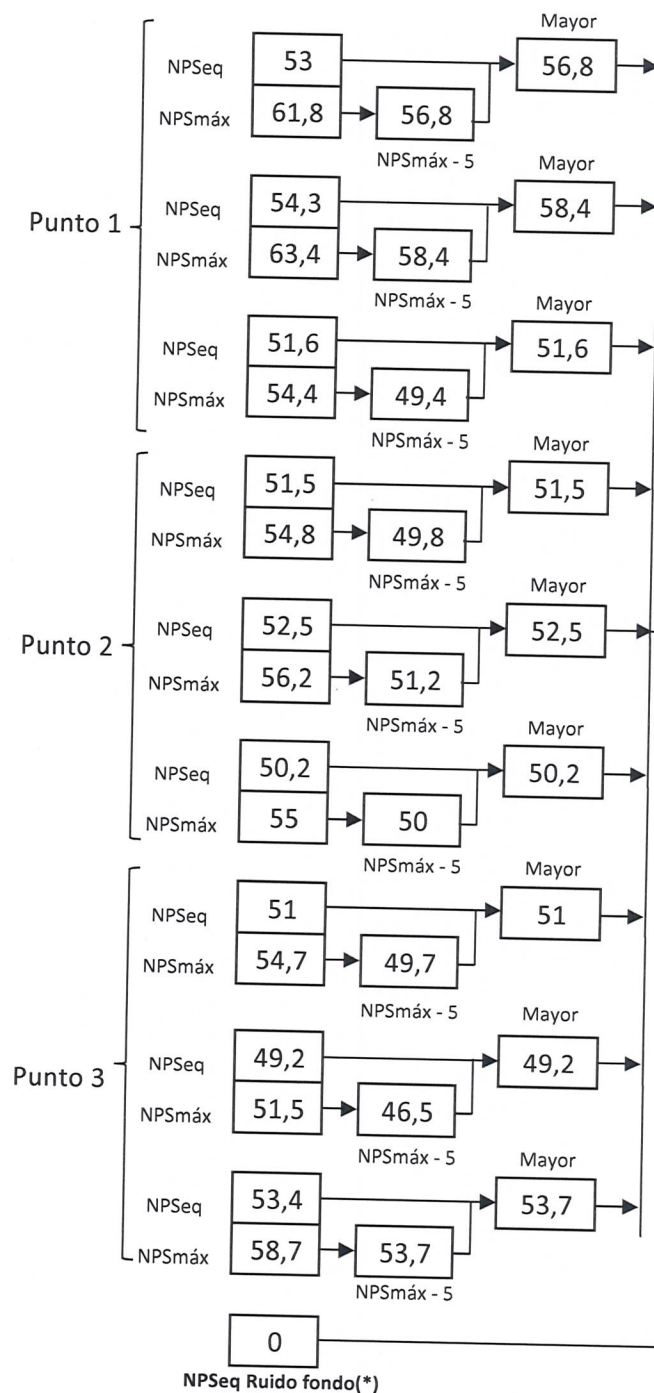 Mayor
NPSeq 53 56,8
NPSmáx 61,8 56,8
NPSmáx - 5
Mayor
NPSeq 54,3 58,4
Punto 1
NPSmáx 63,4 58,4
NPSmáx - 5
Mayor
NPSeq 51,6 51,6
NPSmáx 54,4 49,4
NPSmáx - 5
Mayor
NPSeq 51,5 51,5
NPSmáx 54,8 49,8
NPSmáx - 5
Mayor
NPSeq 52,5 52,5
Punto 2
NPSmáx 56,2 51,2
NPSmáx - 5
Mayor
NPSeq 50,2 50,2
NPSmáx 55 50
NPSmáx - 5
Mayor
NPSeq 51 51
NPSmáx 54,7 49,7
NPSmáx - 5
Mayor
NPSeq 49,2 49,2
Punto 3
NPSmáx 51,5 46,5
NPSmáx - 5
Mayor
NPSeq 53,4 53,7
NPSmáx 58,7 53,7
NPSmáx - 5
0
NPSeq Ruido fondo(*)